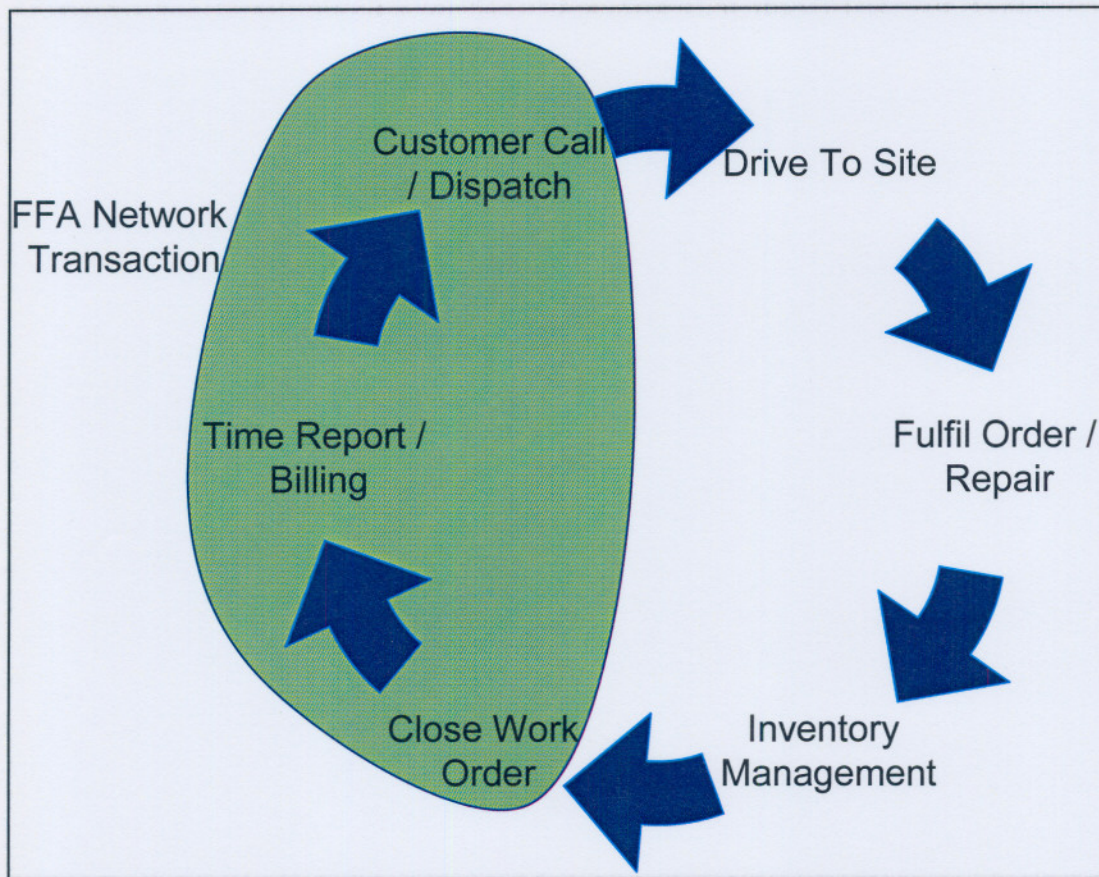 Customer Call
/ Dispatch
Drive To Site
FFA Network
Transaction
Time Report /
Billing
Fulfil Order /
Repair
Close Work
Order
Inventory
Management